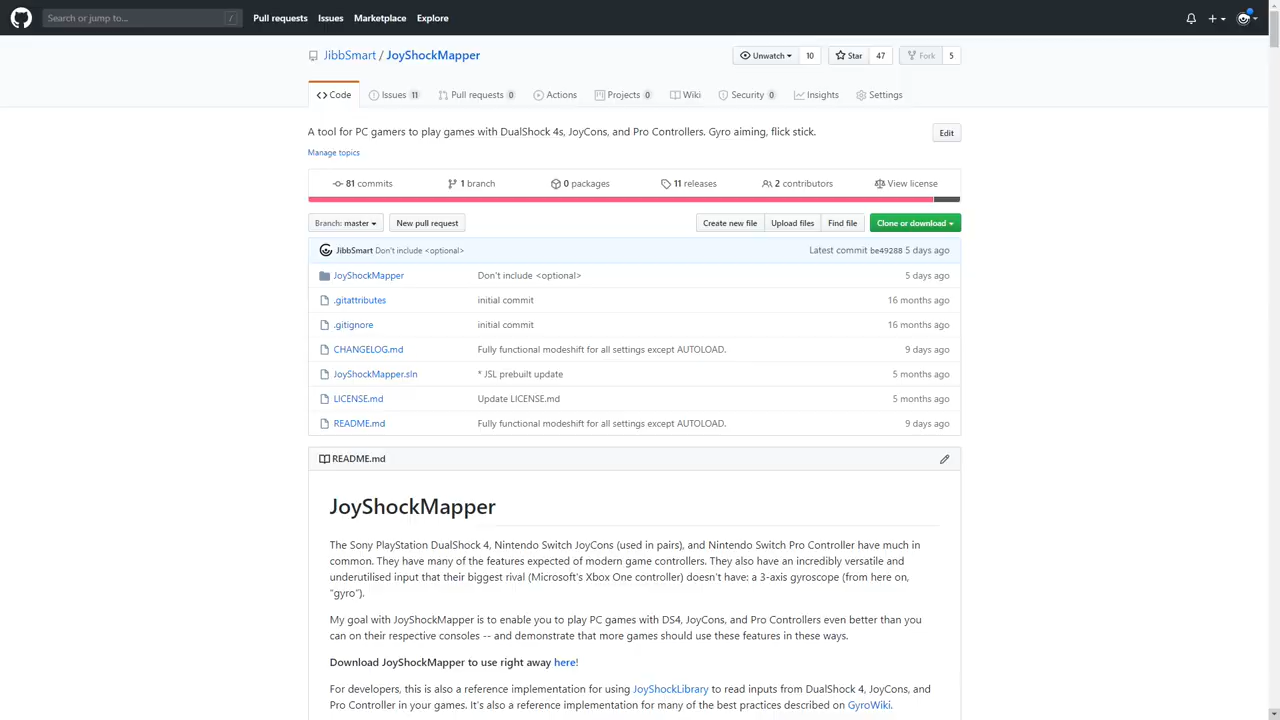 Search or jump to... / Pull requests Issues Marketplace Explore
JibbSmart / JoyShockMapper Unwatch 10 Star 47 Fork 5
Code Issues 11 Pull requests 0 Actions Projects 0 Wiki Security 0 Insights Settings
A tool for PC gamers to play games with DualShock 4s, JoyCons, and Pro Controllers. Gyro aiming, flick stick. Edit
Manage topics
81 commits 1 branch 0 packages 11 releases 2 contributors View license
Branch: master New pull request Create new file Upload files Find file Clone or download
JibbSmart Don't include <optional> Latest commit be49288 5 days ago
JoyShockMapper Don't include <optional> 5 days ago
.gitattributes initial commit 16 months ago
.gitignore initial commit 16 months ago
CHANGELOG.md Fully functional modeshift for all settings except AUTOLOAD. 9 days ago
JoyShockMapper.sln * JSL prebuilt update 5 months ago
LICENSE.md Update LICENSE.md 5 months ago
README.md Fully functional modeshift for all settings except AUTOLOAD. 9 days ago
README.md
JoyShockMapper
The Sony PlayStation DualShock 4, Nintendo Switch JoyCons (used in pairs), and Nintendo Switch Pro Controller have much in
common. They have many of the features expected of modern game controllers. They also have an incredibly versatile and
underutilised input that their biggest rival (Microsoft's Xbox One controller) doesn't have: a 3-axis gyroscope (from here on,
"gyro").
My goal with JoyShockMapper is to enable you to play PC games with DS4, JoyCons, and Pro Controllers even better than you
can on their respective consoles -- and demonstrate that more games should use these features in these ways.
Download JoyShockMapper to use right away here!
For developers, this is also a reference implementation for using JoyShockLibrary to read inputs from DualShock 4, JoyCons, and
Pro Controller in your games. It's also a reference implementation for many of the best practices described on GyroWiki.